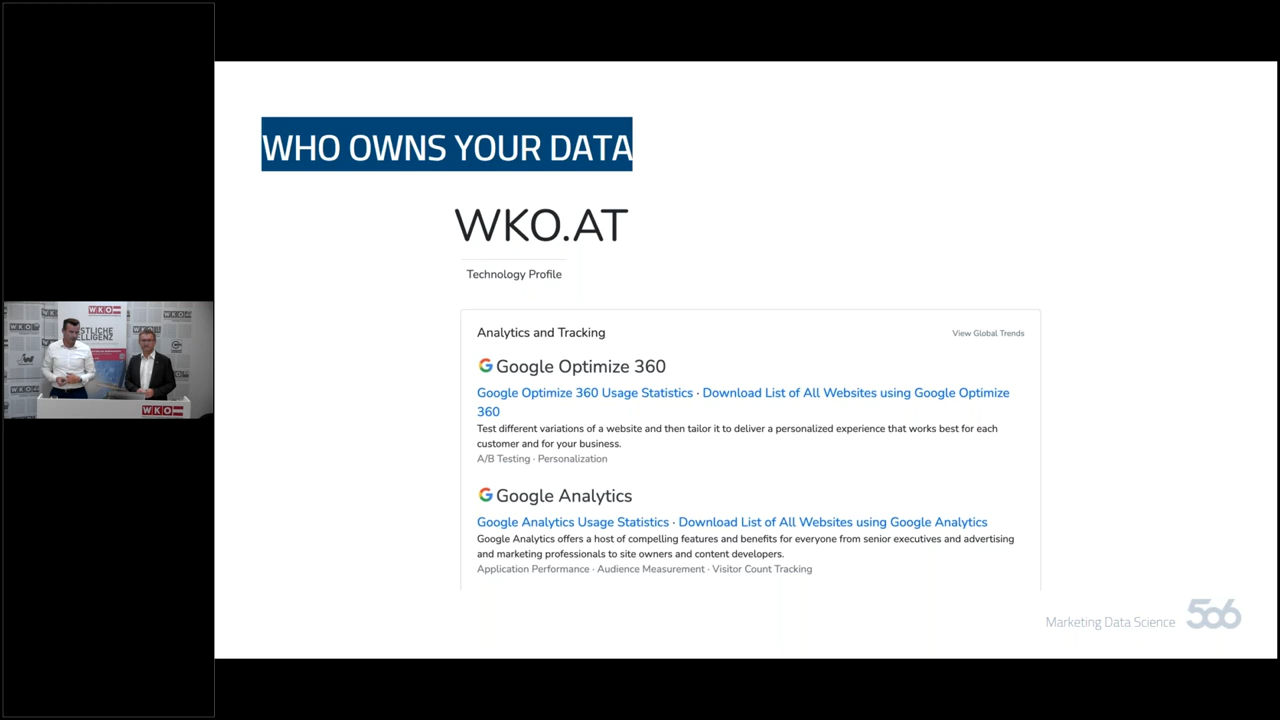 WHO OWNS YOUR DATA
WKO.AT
Technology Profile
Analytics and Tracking
View Global Trends
Google Optimize 360
Google Optimize 360 Usage Statistics · Download List of All Websites using Google Optimize
360
Test different variations of a website and then tailor it to deliver a personalized experience that works best for each
customer and for your business.
A/B Testing · Personalization
Google Analytics
Google Analytics Usage Statistics · Download List of All Websites using Google Analytics
Google Analytics offers a host of compelling features and benefits for everyone from senior executives and advertising
and marketing professionals to site owners and content developers.
Application Performance · Audience Measurement · Visitor Count Tracking
Marketing Data Science 506
WKO
WKO
WKO